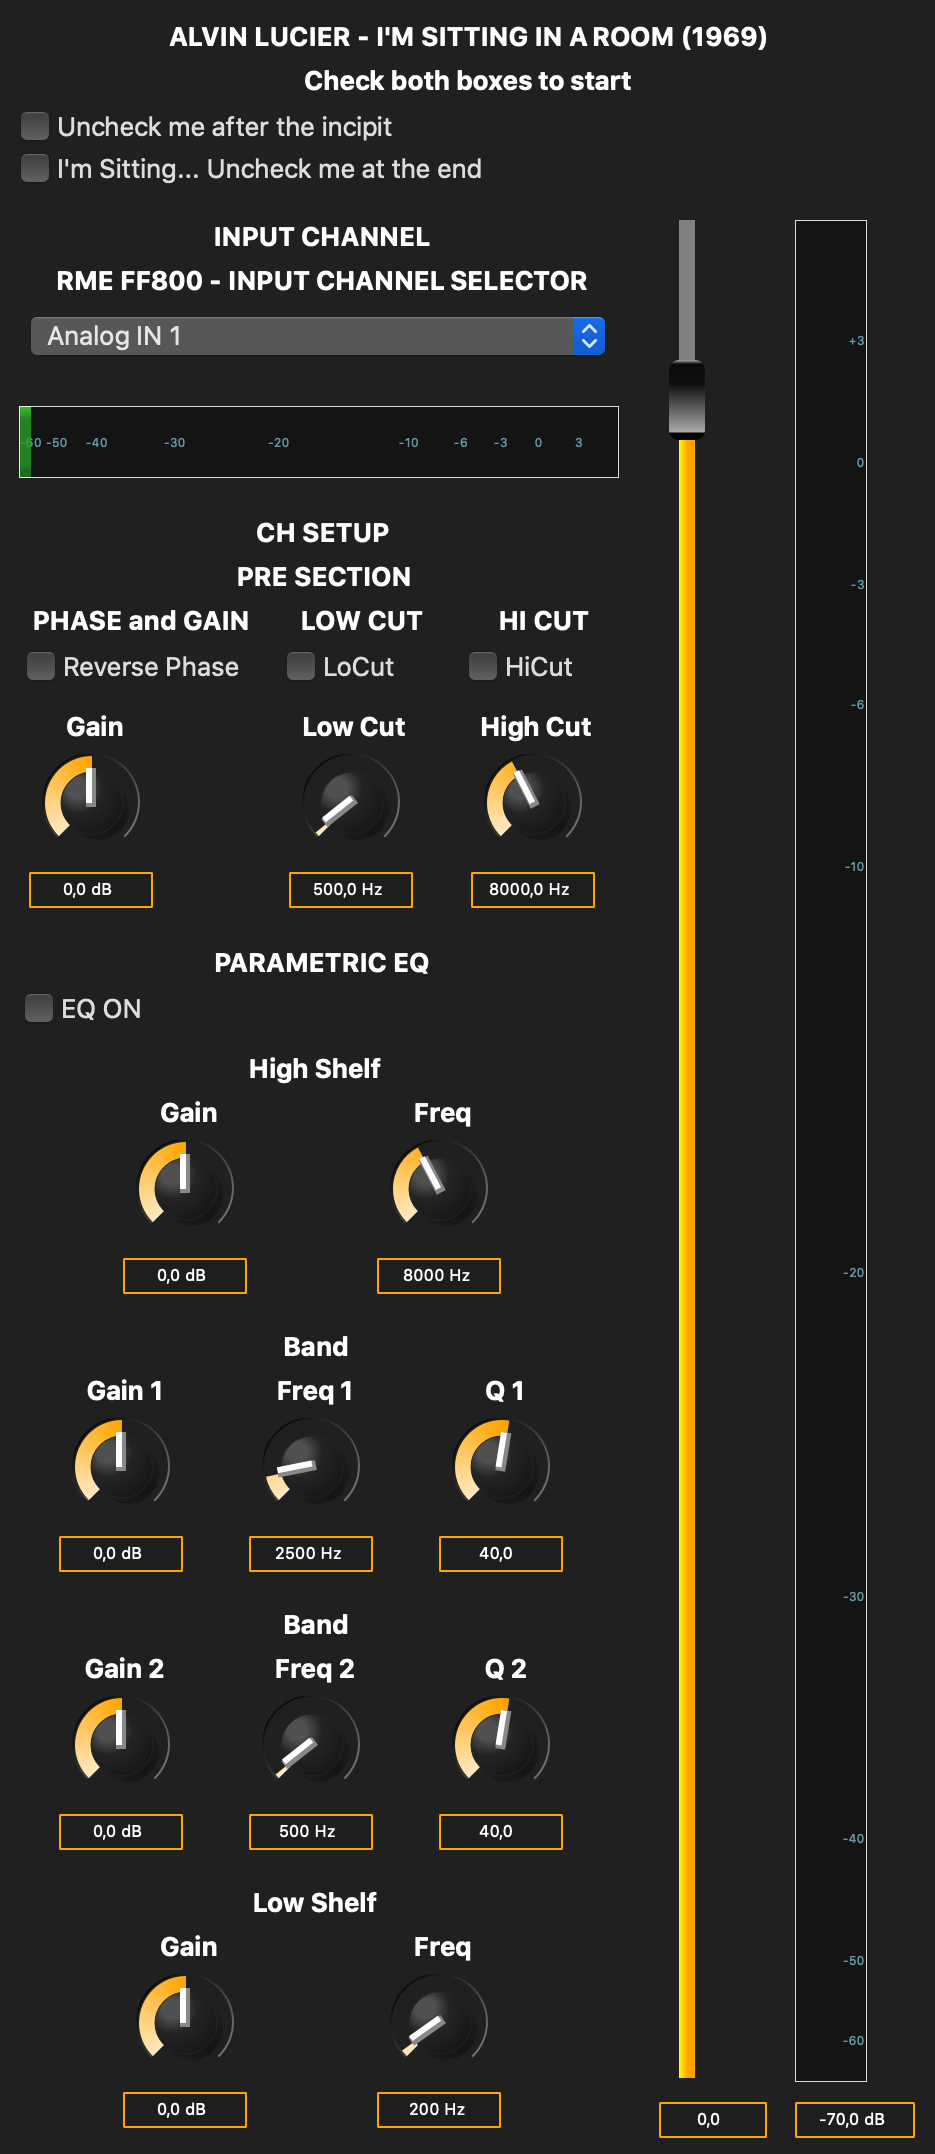 ALVIN LUCIER - I'M SITTING IN A ROOM (1969)
Check both boxes to start
Uncheck me after the incipit
I'm Sitting... Uncheck me at the end
INPUT CHANNEL
RME FF800 - INPUT CHANNEL SELECTOR
Analog IN 1
-60 -50 -40 -30 -20 -10 -6 -3 0 3
CH SETUP
PRE SECTION
PHASE and GAIN LOW CUT HI CUT
Reverse Phase LoCut HiCut
Gain Low Cut High Cut
0,0 dB 500,0 Hz 8000,0 Hz
PARAMETRIC EQ
EQ ON
High Shelf
Gain Freq
0,0 dB 8000 Hz
Band
Gain 1 Freq 1 Q 1
0,0 dB 2500 Hz 40,0
Band
Gain 2 Freq 2 Q 2
0,0 dB 500 Hz 40,0
Low Shelf
Gain Freq
0,0 dB 200 Hz
+3
0
-3
-6
-10
-20
-30
-40
-50
-60
0,0 -70,0 dB